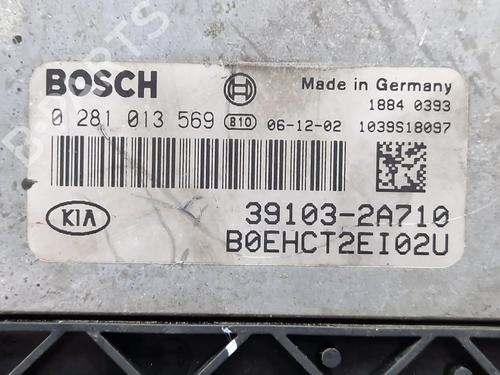 BOSCH Made in Germany
1884 0393
0 281 013 569 810 06-12-02 1039S18097
KIA 39103-2A710
B0EHCT2EI02U
B-PARTS